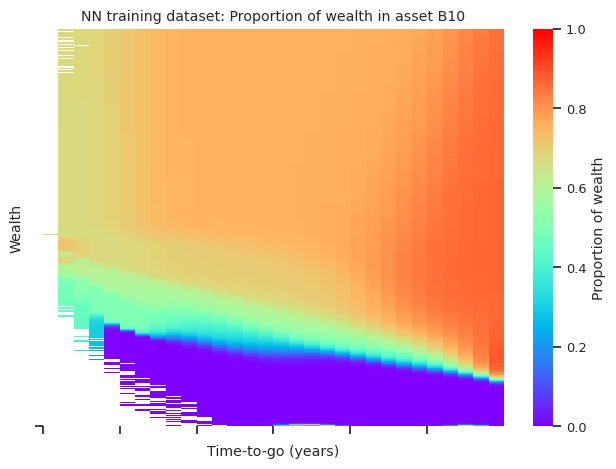 NN training dataset: Proportion of wealth in asset B10
Wealth
Time-to-go (years)
1.0
0.8
0.6
0.4
0.2
0.0
Proportion of wealth